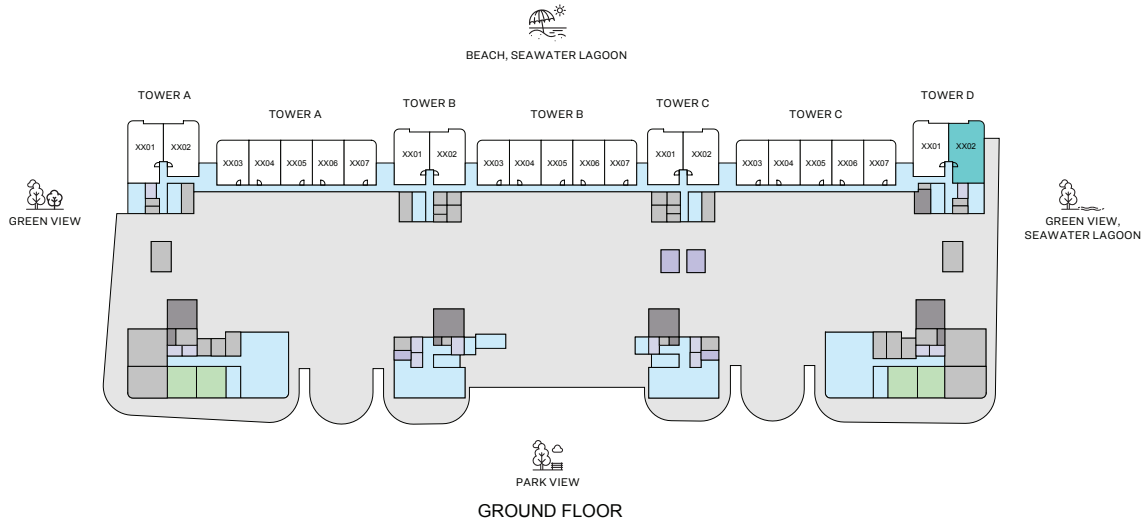 BEACH, SEAWATER LAGOON
TOWER A
TOWER A
TOWER B
TOWER B
TOWER C
TOWER C
TOWER D
XX01 XX02
XX03 XX04 XX05 XX06 XX07
XX01 XX02
XX03 XX04 XX05 XX06 XX07
XX01 XX02
XX03 XX04 XX05 XX06 XX07
XX01 XX02
GREEN VIEW
GREEN VIEW,
SEAWATER LAGOON
PARK VIEW
GROUND FLOOR